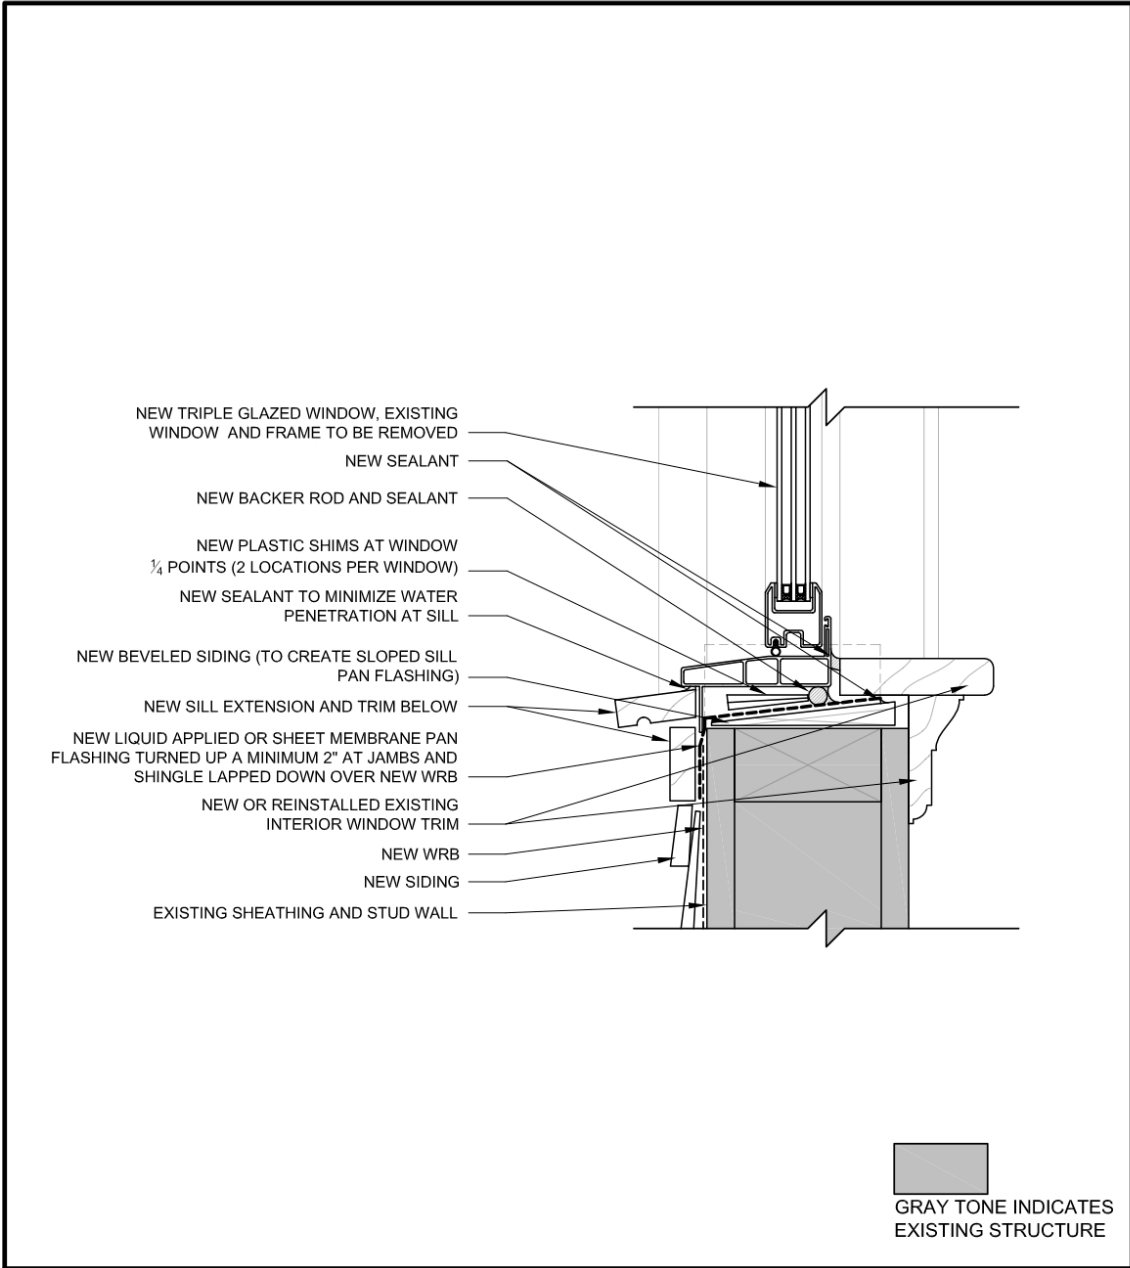 NEW TRIPLE GLAZED WINDOW, EXISTING
WINDOW AND FRAME TO BE REMOVED
NEW SEALANT
NEW BACKER ROD AND SEALANT
NEW PLASTIC SHIMS AT WINDOW
¼ POINTS (2 LOCATIONS PER WINDOW)
NEW SEALANT TO MINIMIZE WATER
PENETRATION AT SILL
NEW BEVELED SIDING (TO CREATE SLOPED SILL
PAN FLASHING)
NEW SILL EXTENSION AND TRIM BELOW
NEW LIQUID APPLIED OR SHEET MEMBRANE PAN
FLASHING TURNED UP A MINIMUM 2" AT JAMBS AND
SHINGLE LAPPED DOWN OVER NEW WRB
NEW OR REINSTALLED EXISTING
INTERIOR WINDOW TRIM
NEW WRB
NEW SIDING
EXISTING SHEATHING AND STUD WALL
GRAY TONE INDICATES
EXISTING STRUCTURE